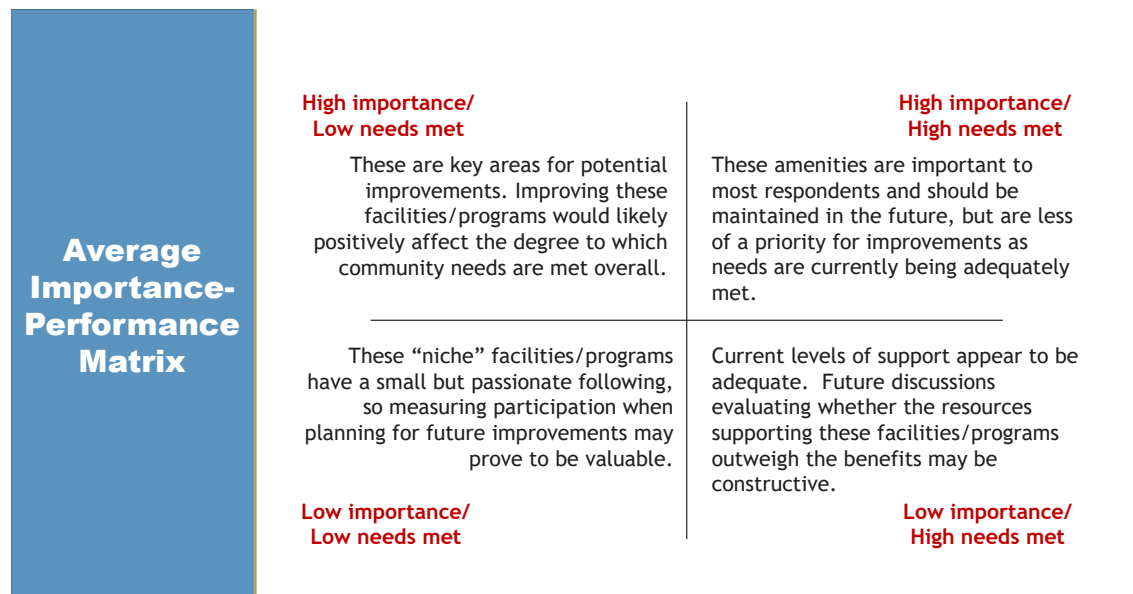 Average
Importance-
Performance
Matrix
High importance/
Low needs met
These are key areas for potential
improvements. Improving these
facilities/programs would likely
positively affect the degree to which
community needs are met overall.
High importance/
High needs met
These amenities are important to
most respondents and should be
maintained in the future, but are less
of a priority for improvements as
needs are currently being adequately
met.
These “niche” facilities/programs
have a small but passionate following,
so measuring participation when
planning for future improvements may
prove to be valuable.
Low importance/
Low needs met
Current levels of support appear to be
adequate.  Future discussions
evaluating whether the resources
supporting these facilities/programs
outweigh the benefits may be
constructive.
Low importance/
High needs met